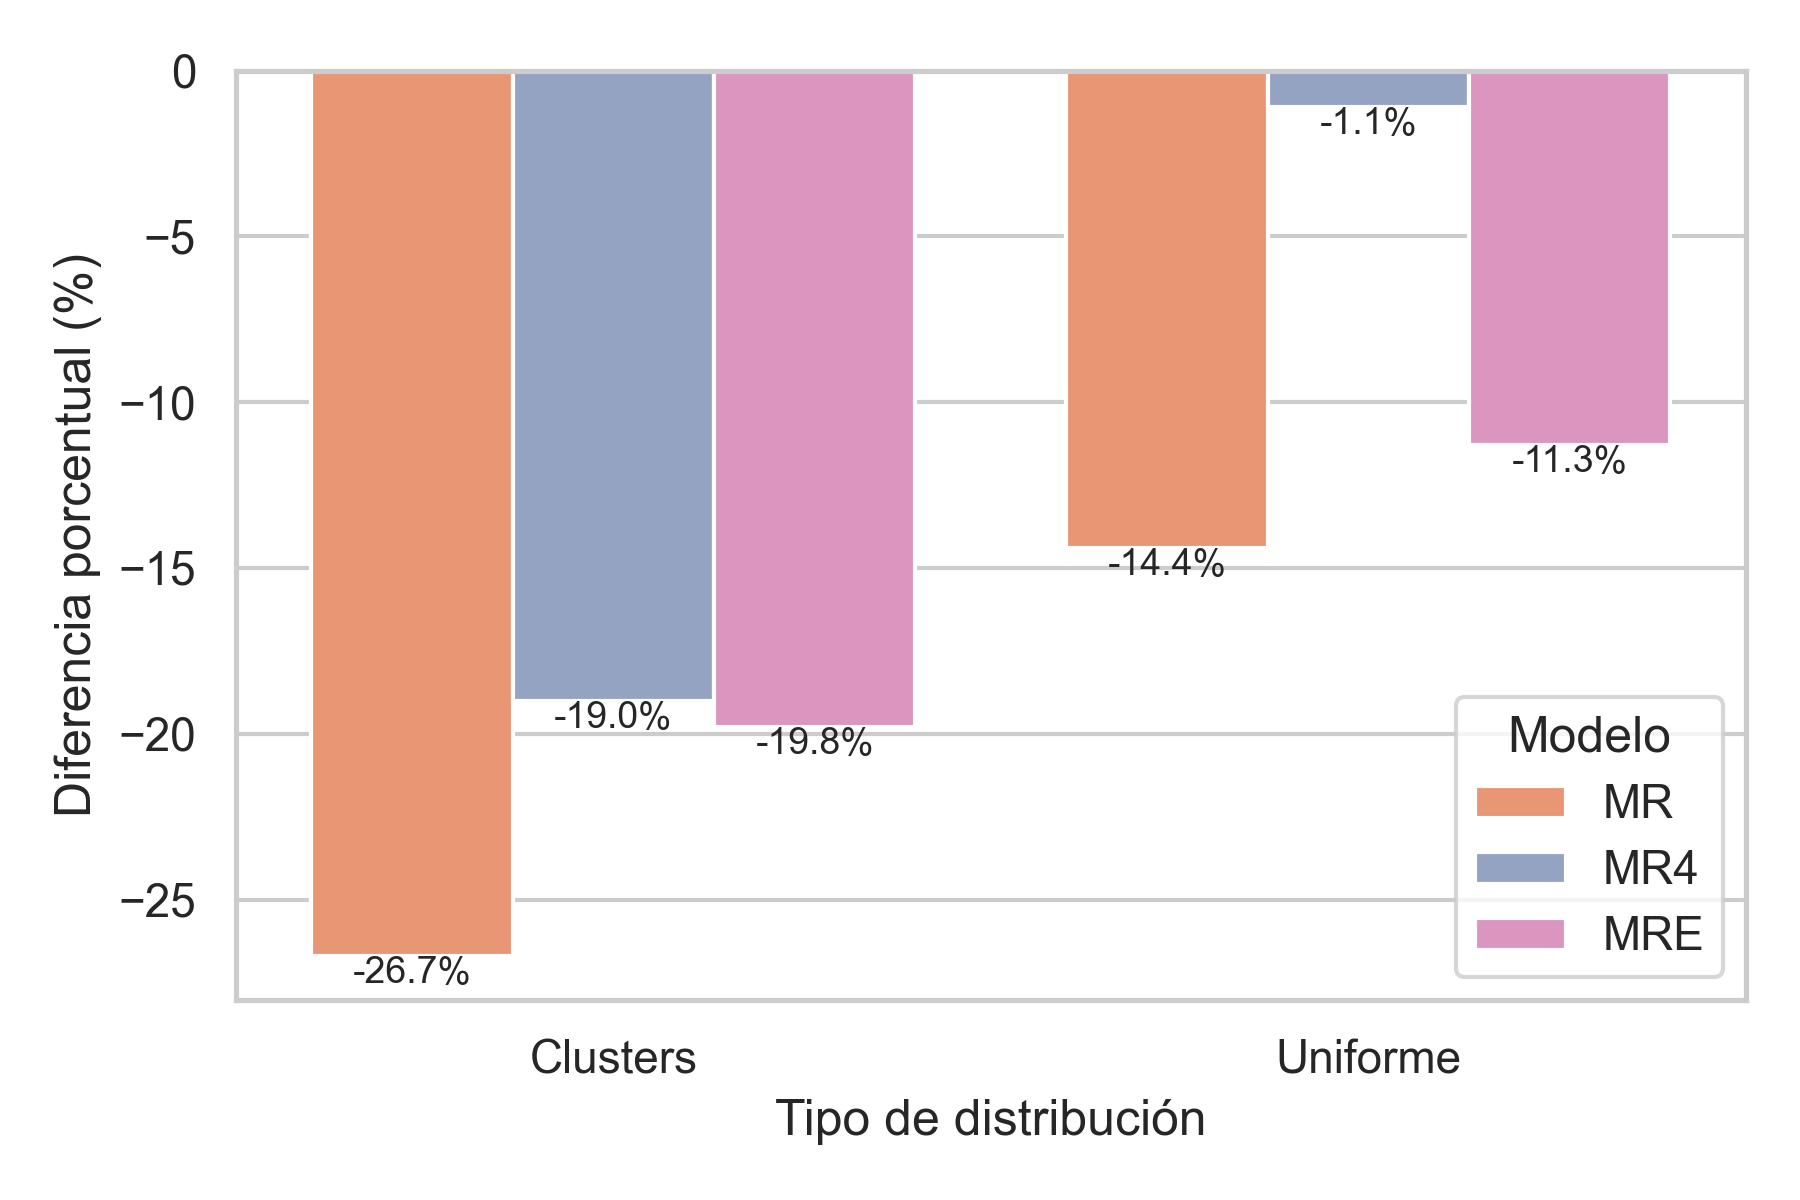 Diferencia porcentual (%)
0
−5
−10
−15
−20
−25
-26.7%
-19.0%
-19.8%
-14.4%
-1.1%
-11.3%
Modelo
MR
MR4
MRE
Clusters
Uniforme
Tipo de distribución